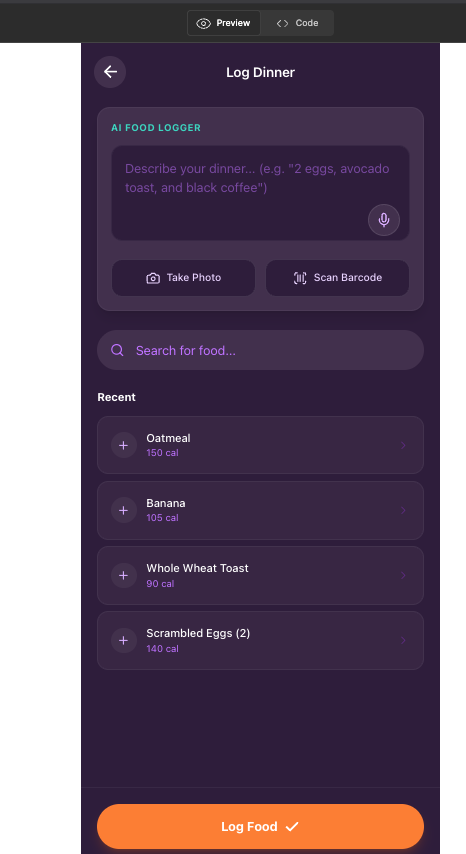 Preview
Code
Log Dinner
AI FOOD LOGGER
Describe your dinner... (e.g. "2 eggs, avocado
toast, and black coffee")
Take Photo
Scan Barcode
Search for food...
Recent
Oatmeal
150 cal
Banana
105 cal
Whole Wheat Toast
90 cal
Scrambled Eggs (2)
140 cal
Log Food